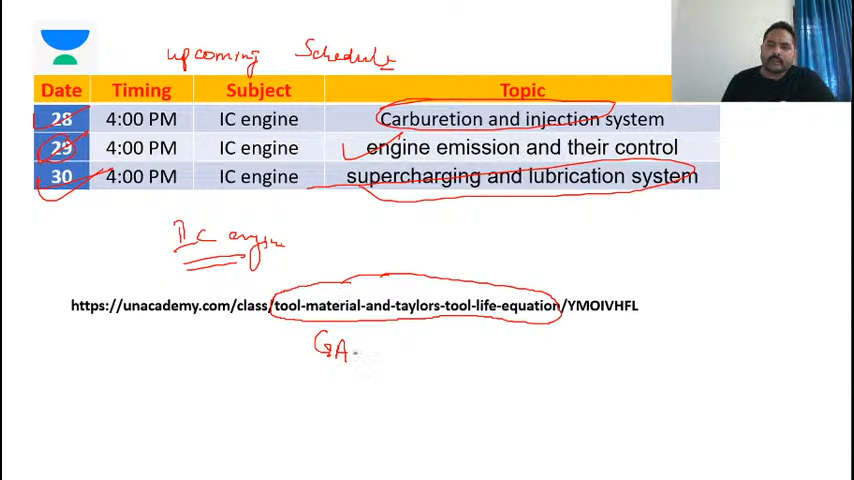 upcoming Schedule
Date Timing Subject Topic
28 4:00 PM IC engine Carburetion and injection system
29 4:00 PM IC engine engine emission and their control
30 4:00 PM IC engine supercharging and lubrication system
IC engine
https://unacademy.com/class/tool-material-and-taylors-tool-life-equation/YMOIVHFL
GA